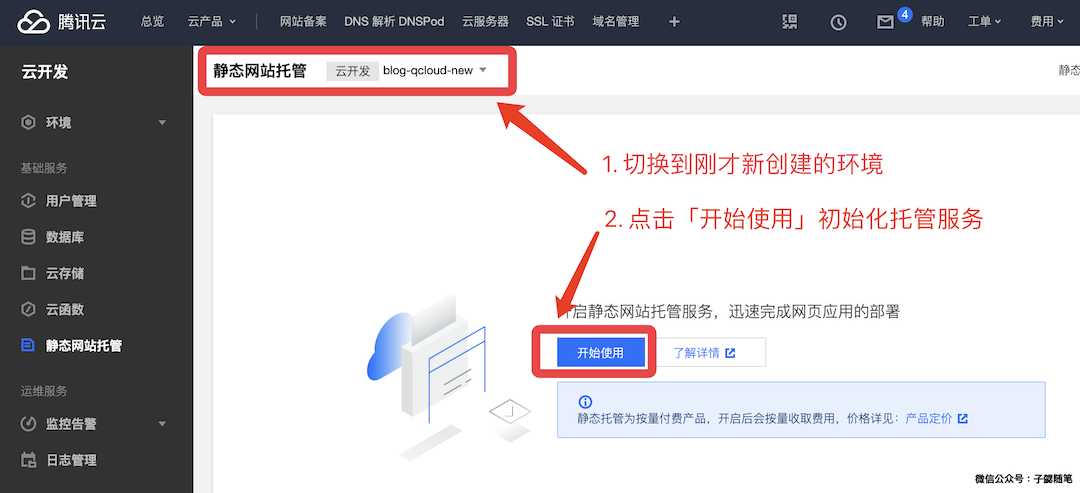 腾讯云 总览 云产品 网站备案 DNS 解析 DNSPod 云服务器 SSL 证书 域名管理 + 4 帮助 工单 费用
云开发
静态网站托管 云开发 blog-qcloud-new 静态
环境
1. 切换到刚才新创建的环境
基础服务
用户管理
2. 点击「开始使用」初始化托管服务
数据库
云存储
云函数
开启静态网站托管服务，迅速完成网页应用的部署
静态网站托管
开始使用 了解详情
运维服务
静态托管为按量付费产品，开启后会按量收取费用，价格详见：产品定价
监控告警
日志管理
微信公众号：子勰随笔